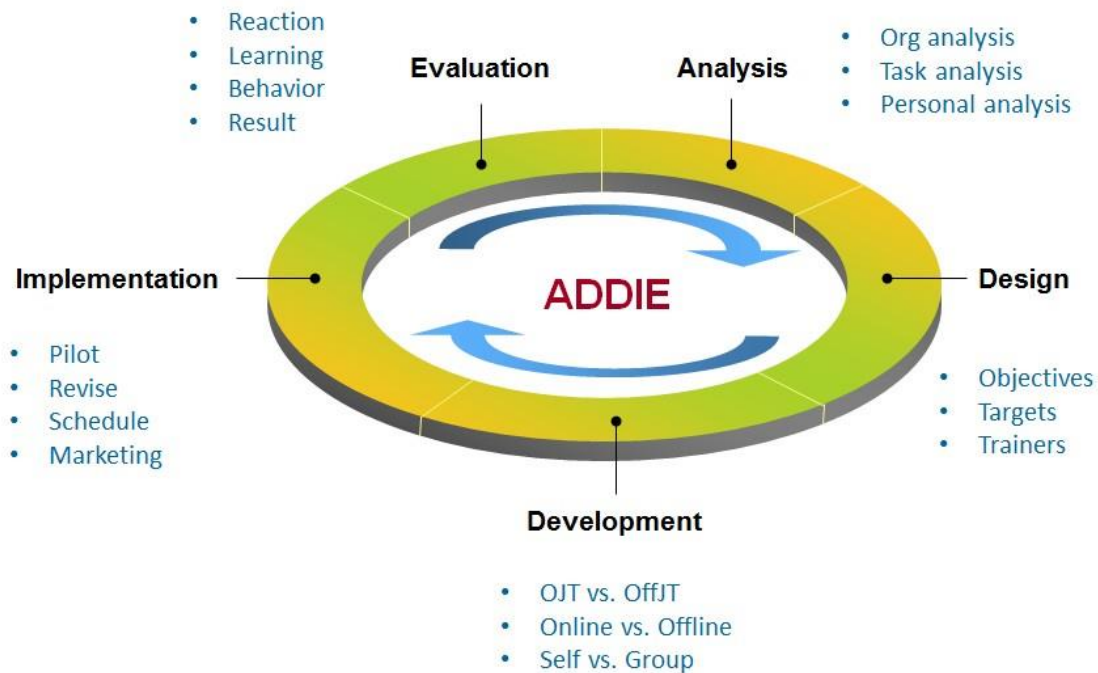 • Reaction
• Learning
• Behavior
• Result
Evaluation
Analysis
• Org analysis
• Task analysis
• Personal analysis
Implementation
ADDIE
Design
• Pilot
• Revise
• Schedule
• Marketing
• Objectives
• Targets
• Trainers
Development
• OJT vs. OffJT
• Online vs. Offline
• Self vs. Group